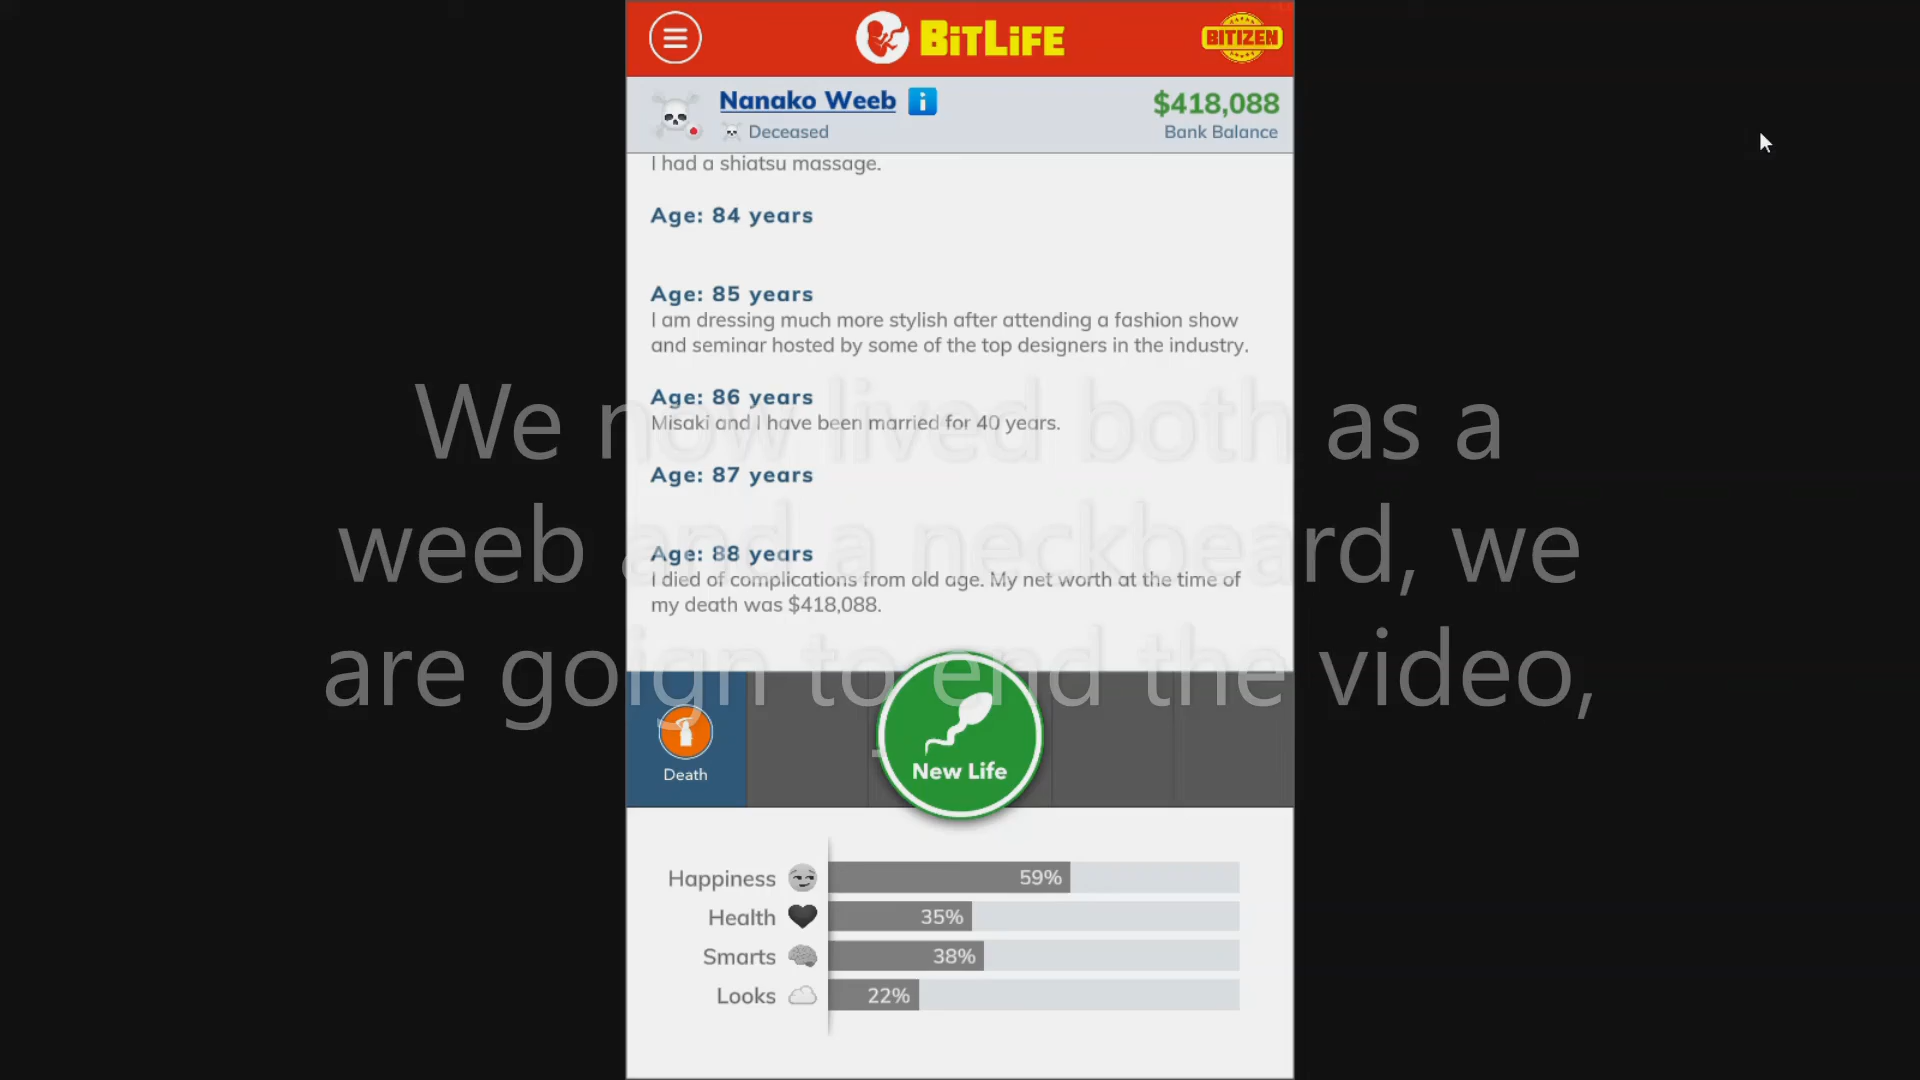 BiTLiFE
BITIZEN
Nanako Weeb
$418,088
Deceased
Bank Balance
I had a shiatsu massage.
Age: 84 years
Age: 85 years
I am dressing much more stylish after attending a fashion show
and seminar hosted by some of the top designers in the industry.
Age: 86 years
Misaki and I have been married for 40 years.
Age: 87 years
Age: 88 years
I died of complications from old age. My net worth at the time of
my death was $418,088.
We now lived both as a
weeb and a neckbeard, we
are goign to end the video,
Death
New Life
Happiness 59%
Health 35%
Smarts 38%
Looks 22%